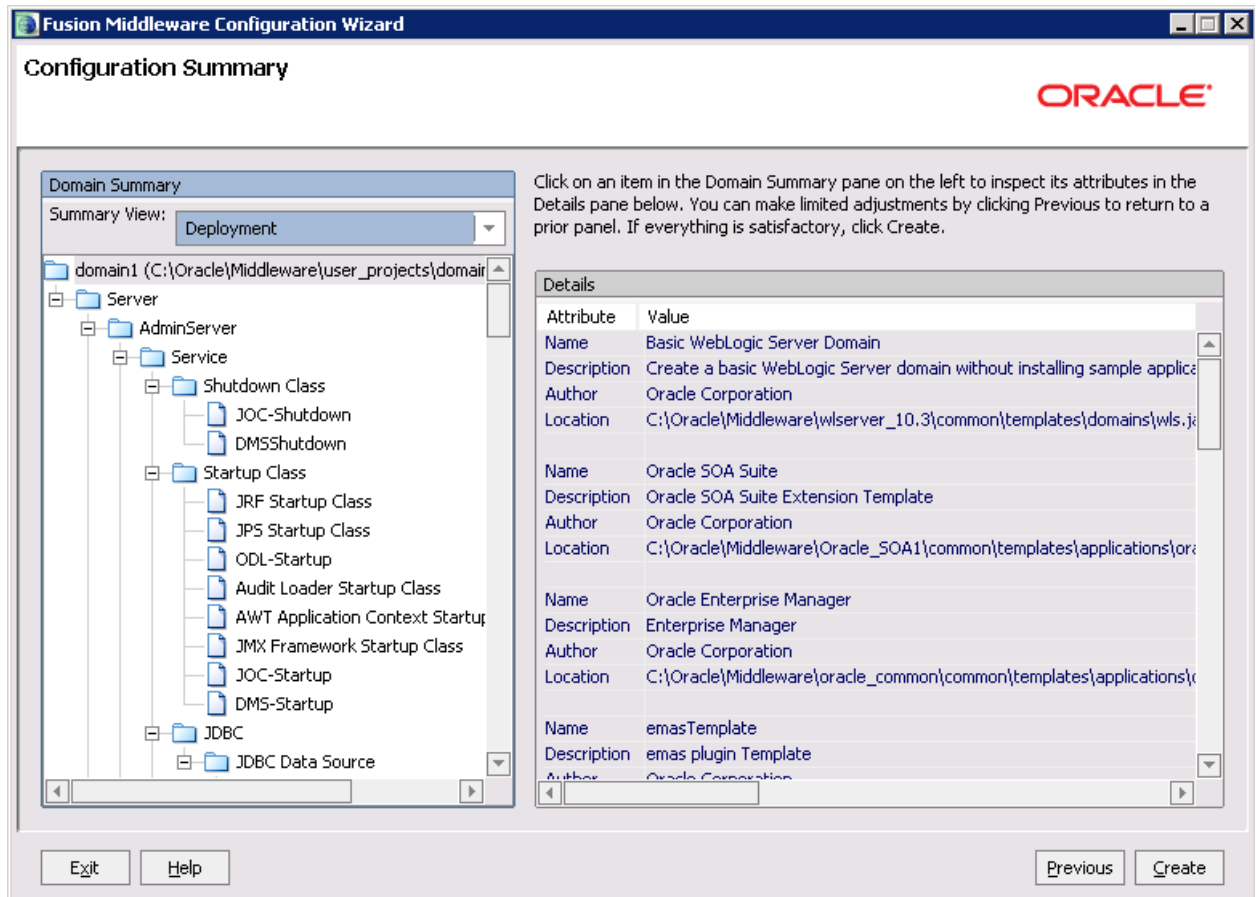 Fusion Middleware Configuration Wizard
Configuration Summary
ORACLE
Domain Summary
Summary View:
Deployment
domain1 (C:\Oracle\Middleware\user_projects\domair
Server
AdminServer
Service
Shutdown Class
JOC-Shutdown
DMSShutdown
Startup Class
JRF Startup Class
JPS Startup Class
ODL-Startup
Audit Loader Startup Class
AWT Application Context Startup
JMX Framework Startup Class
JOC-Startup
DMS-Startup
JDBC
JDBC Data Source
Click on an item in the Domain Summary pane on the left to inspect its attributes in the
Details pane below. You can make limited adjustments by clicking Previous to return to a
prior panel. If everything is satisfactory, click Create.
Details
Attribute Value
Name Basic WebLogic Server Domain
Description Create a basic WebLogic Server domain without installing sample applica
Author Oracle Corporation
Location C:\Oracle\Middleware\wlserver_10.3\common\templates\domains\wls.ja
Name Oracle SOA Suite
Description Oracle SOA Suite Extension Template
Author Oracle Corporation
Location C:\Oracle\Middleware\Oracle_SOA1\common\templates\applications\ora
Name Oracle Enterprise Manager
Description Enterprise Manager
Author Oracle Corporation
Location C:\Oracle\Middleware\oracle_common\common\templates\applications\
Name emasTemplate
Description emas plugin Template
Author Oracle Corporation
Exit Help Previous Create